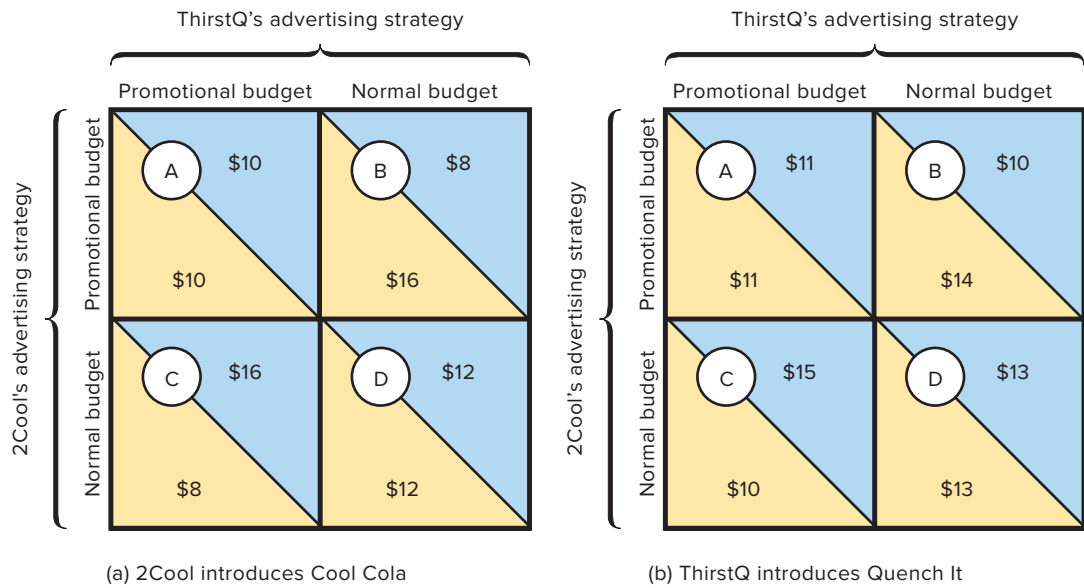 ThirstQ’s advertising strategy
Promotional budget Normal budget
2Cool's advertising strategy
Promotional budget
A $10
$10
B $8
$16
Normal budget
C $16
$8
D $12
$12
(a) 2Cool introduces Cool Cola
ThirstQ’s advertising strategy
Promotional budget Normal budget
2Cool’s advertising strategy
Promotional budget
A $11
$11
B $10
$14
Normal budget
C $15
$10
D $13
$13
(b) ThirstQ introduces Quench It